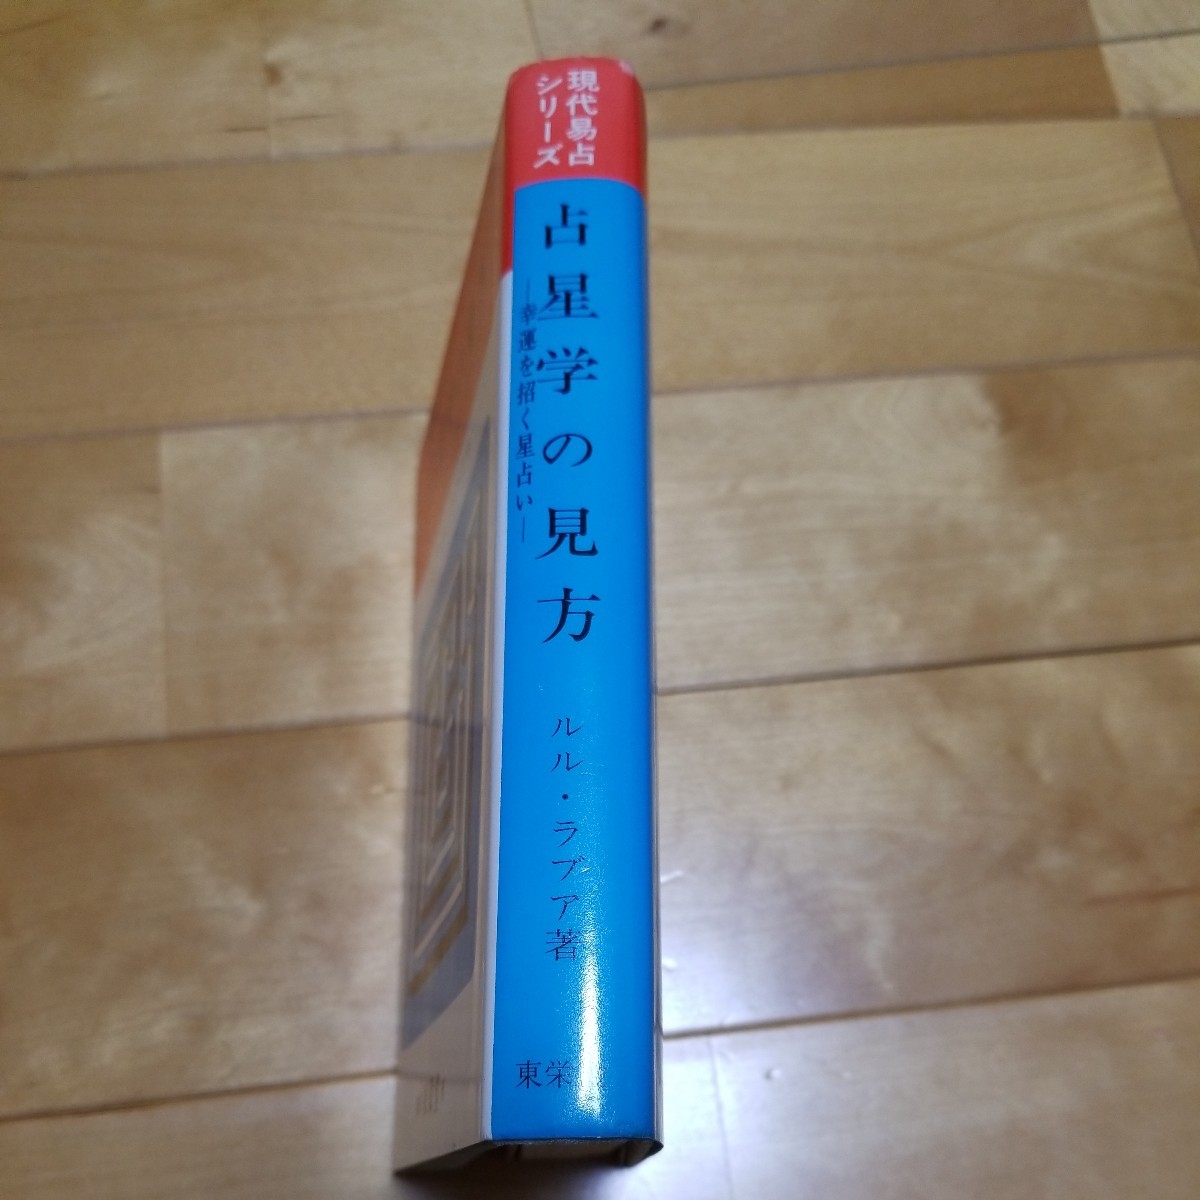 現代易占
シリーズ
占星学の見方
―幸運を招く星占い―
ルル・ラブア著
東栄